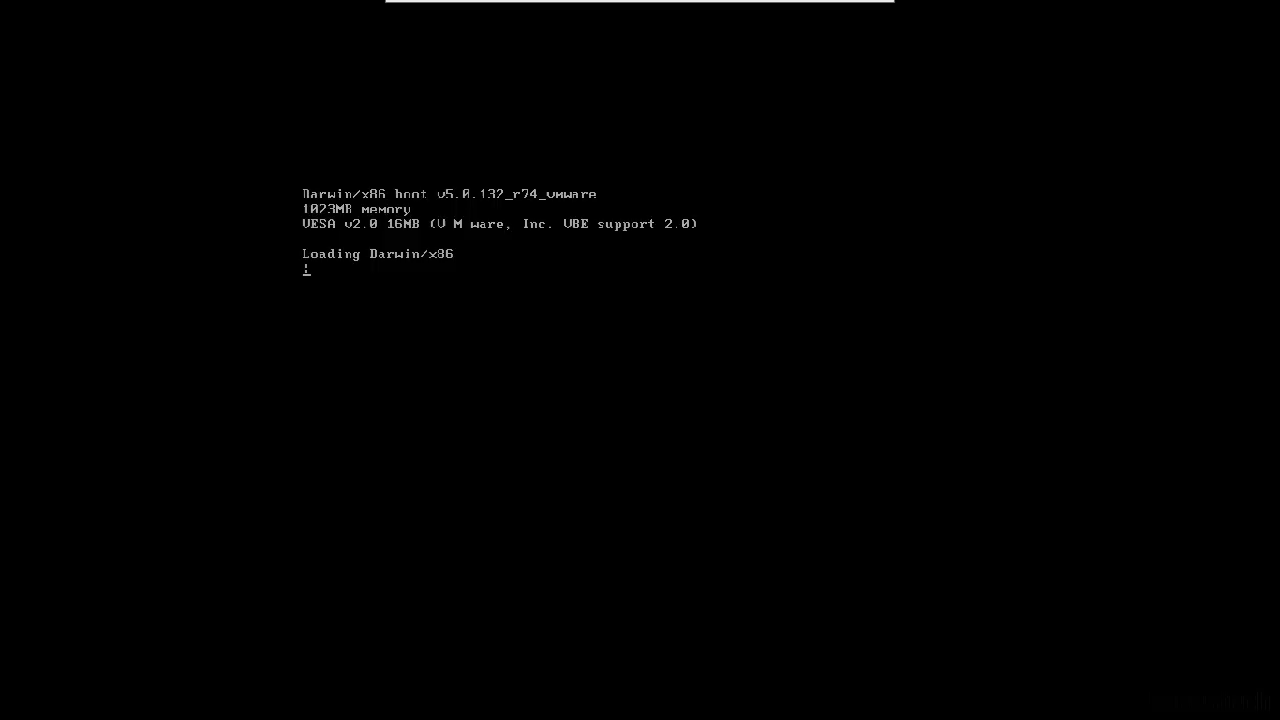 Darwin/x86 boot v5.0.132_r74_vmware
1023MB memory
VESA v2.0 16MB (V M ware, Inc. VBE support 2.0)
Loading Darwin/x86